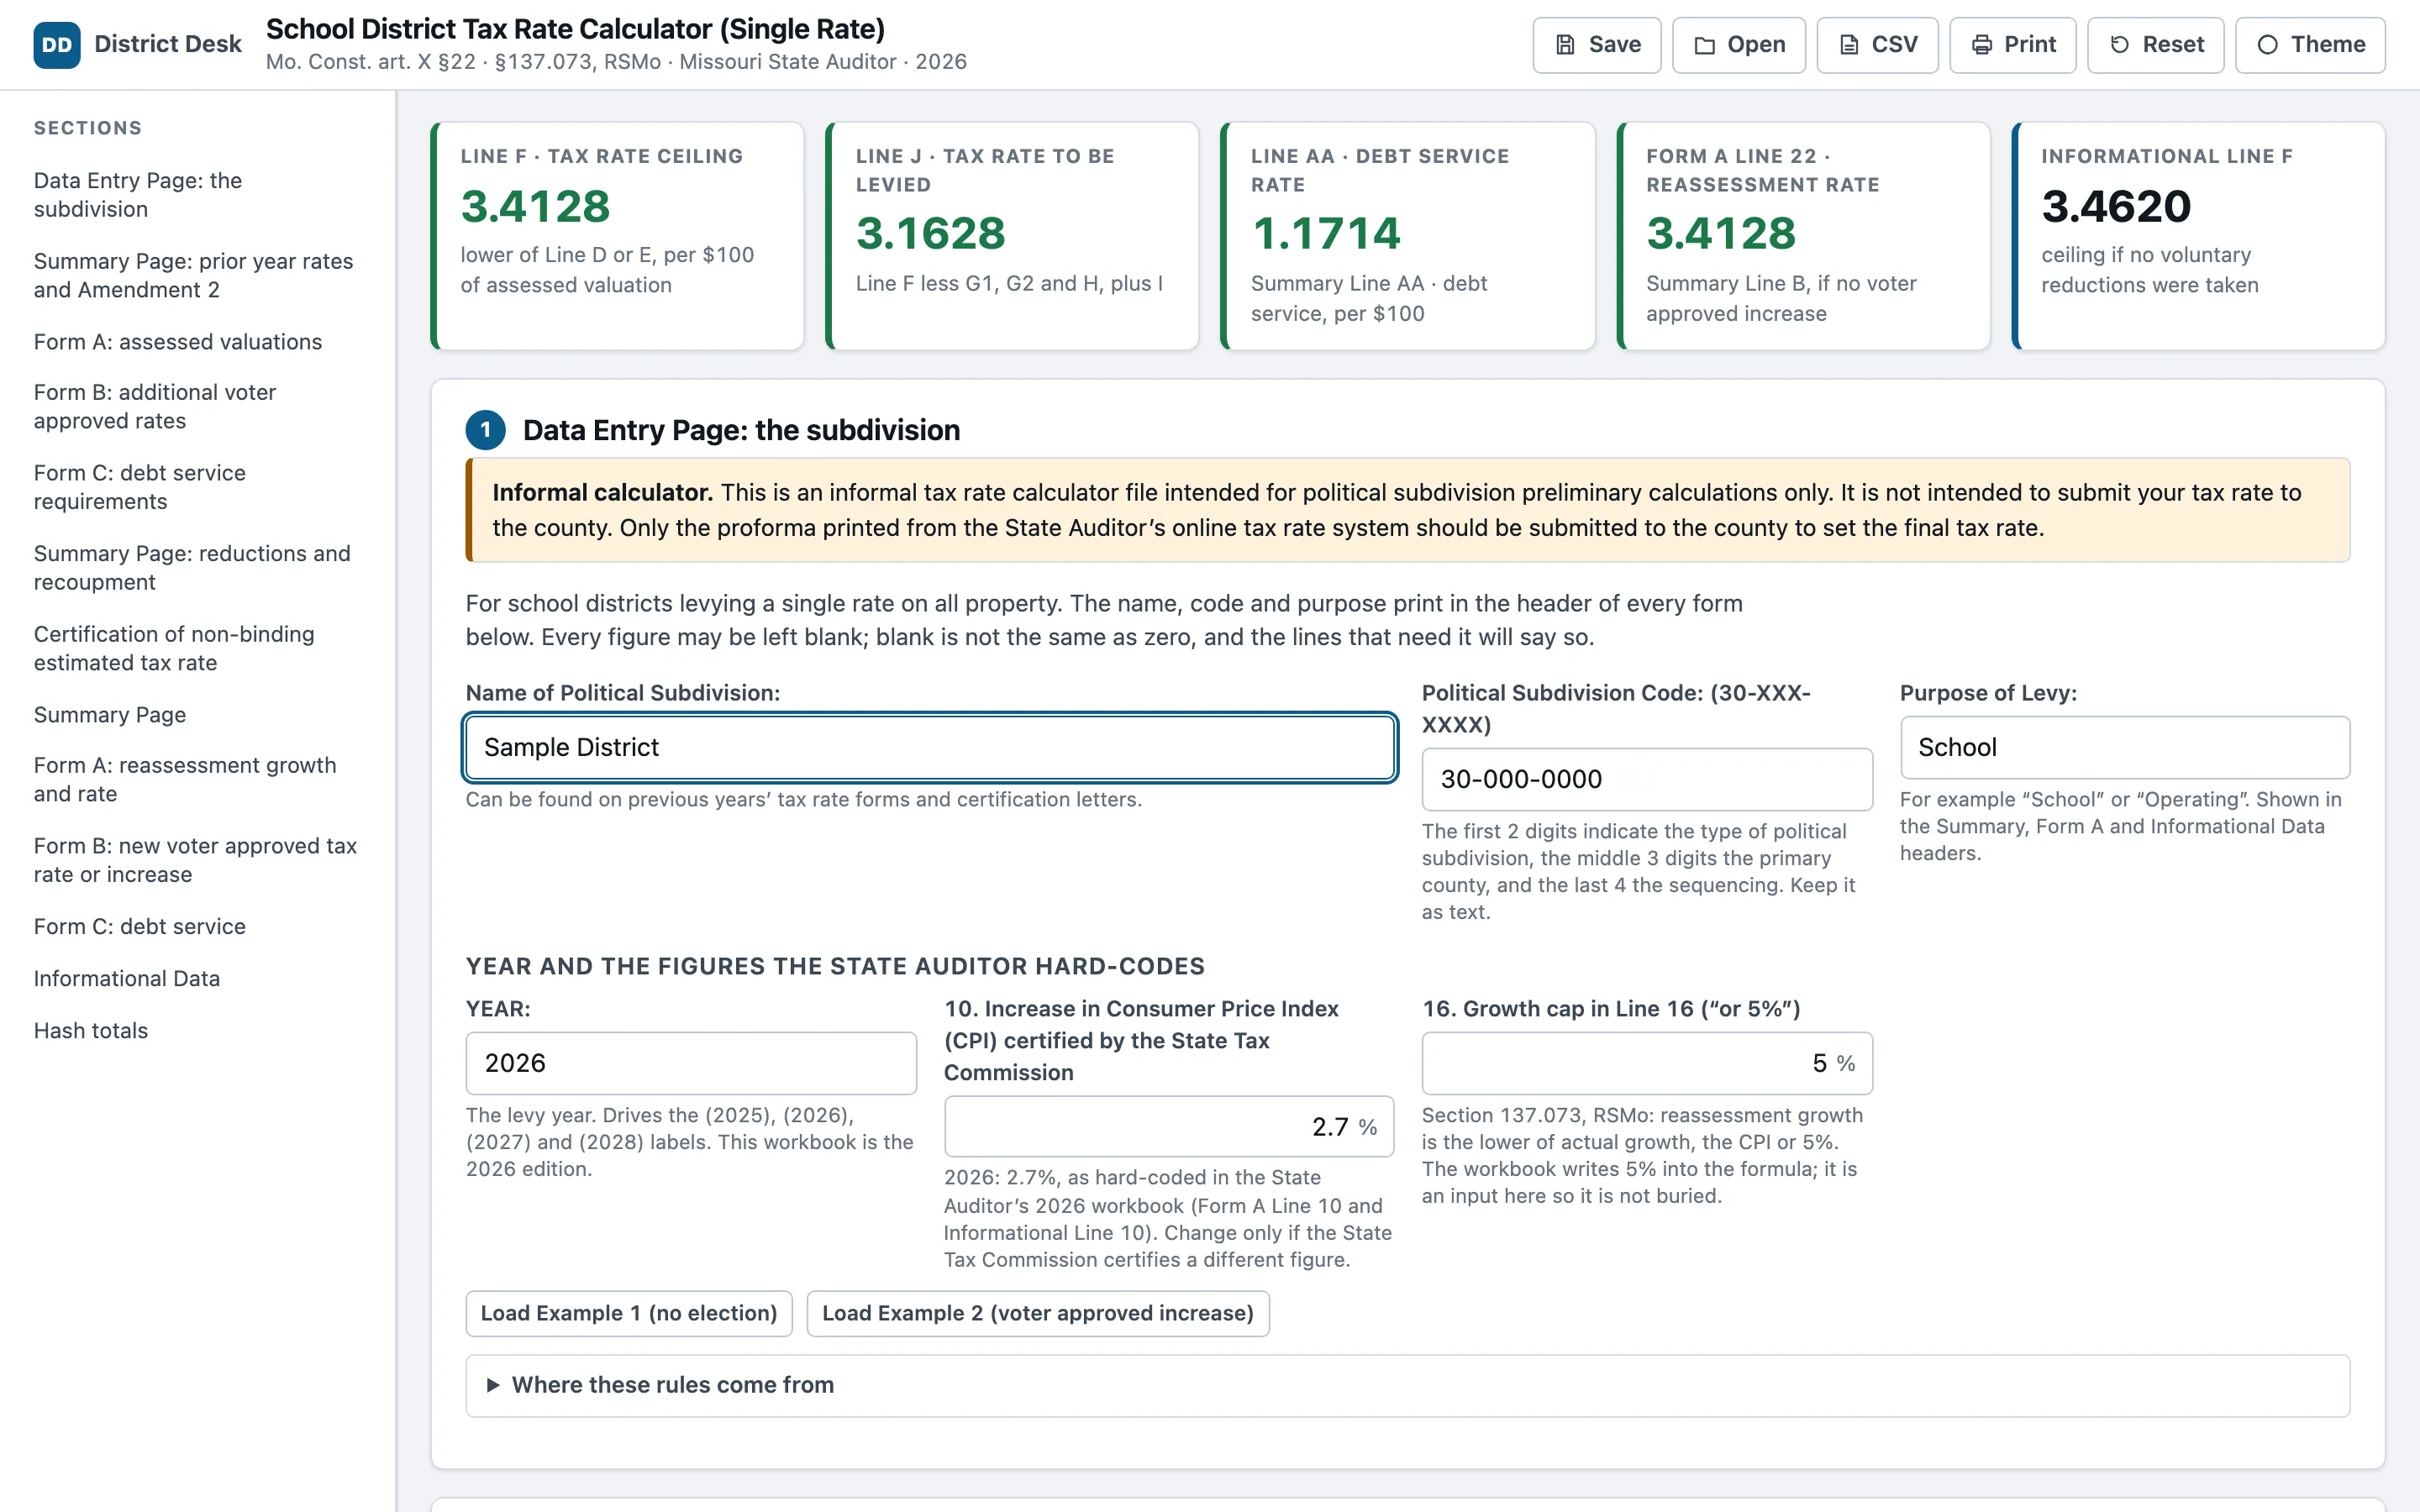 DD District Desk
School District Tax Rate Calculator (Single Rate)
Mo. Const. art. X §22 · §137.073, RSMo · Missouri State Auditor · 2026
Save
Open
CSV
Print
Reset
Theme
SECTIONS
Data Entry Page: the
subdivision
Summary Page: prior year rates
and Amendment 2
Form A: assessed valuations
Form B: additional voter
approved rates
Form C: debt service
requirements
Summary Page: reductions and
recoupment
Certification of non-binding
estimated tax rate
Summary Page
Form A: reassessment growth
and rate
Form B: new voter approved tax
rate or increase
Form C: debt service
Informational Data
Hash totals
LINE F · TAX RATE CEILING
3.4128
lower of Line D or E, per $100
of assessed valuation
LINE J · TAX RATE TO BE
LEVIED
3.1628
Line F less G1, G2 and H, plus I
LINE AA · DEBT SERVICE
RATE
1.1714
Summary Line AA · debt
service, per $100
FORM A LINE 22 ·
REASSESSMENT RATE
3.4128
Summary Line B, if no voter
approved increase
INFORMATIONAL LINE F
3.4620
ceiling if no voluntary
reductions were taken
1 Data Entry Page: the subdivision
Informal calculator. This is an informal tax rate calculator file intended for political subdivision preliminary calculations only. It is not intended to submit your tax rate to
the county. Only the proforma printed from the State Auditor’s online tax rate system should be submitted to the county to set the final tax rate.
For school districts levying a single rate on all property. The name, code and purpose print in the header of every form
below. Every figure may be left blank; blank is not the same as zero, and the lines that need it will say so.
Name of Political Subdivision:
Sample District
Can be found on previous years’ tax rate forms and certification letters.
Political Subdivision Code: (30-XXX-
XXXX)
30-000-0000
The first 2 digits indicate the type of political
subdivision, the middle 3 digits the primary
county, and the last 4 the sequencing. Keep it
as text.
Purpose of Levy:
School
For example “School” or “Operating”. Shown in
the Summary, Form A and Informational Data
headers.
YEAR AND THE FIGURES THE STATE AUDITOR HARD-CODES
YEAR:
2026
The levy year. Drives the (2025), (2026),
(2027) and (2028) labels. This workbook is the
2026 edition.
10. Increase in Consumer Price Index
(CPI) certified by the State Tax
Commission
2.7 %
2026: 2.7%, as hard-coded in the State
Auditor’s 2026 workbook (Form A Line 10 and
Informational Line 10). Change only if the State
Tax Commission certifies a different figure.
16. Growth cap in Line 16 (“or 5%”)
5 %
Section 137.073, RSMo: reassessment growth
is the lower of actual growth, the CPI or 5%.
The workbook writes 5% into the formula; it is
an input here so it is not buried.
Load Example 1 (no election)
Load Example 2 (voter approved increase)
Where these rules come from